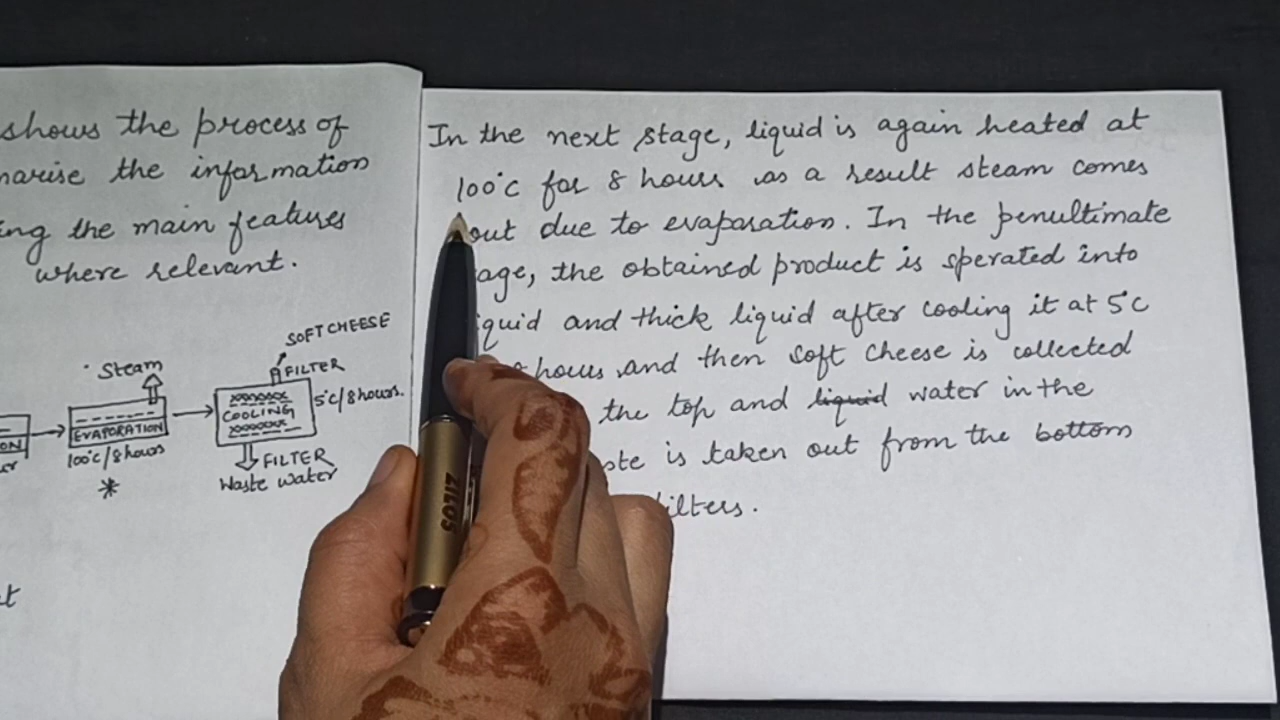 shows the process of
marise the information
ing the main features
where relevant.
SOFT CHEESE
Steam
FILTER
COOLING
5°c/8 hours.
ON
EVAPORATION
100°c/8 hours
FILTER
Waste water
In the next stage, liquid is again heated at
100°c for 8 hours as a result steam comes
out due to evaporation. In the penultimate
age, the obtained product is sperated into
iquid and thick liquid after cooling it at 5°c
hours and then soft cheese is collected
the top and liquid water in the
ste is taken out from the bottom
ilters.